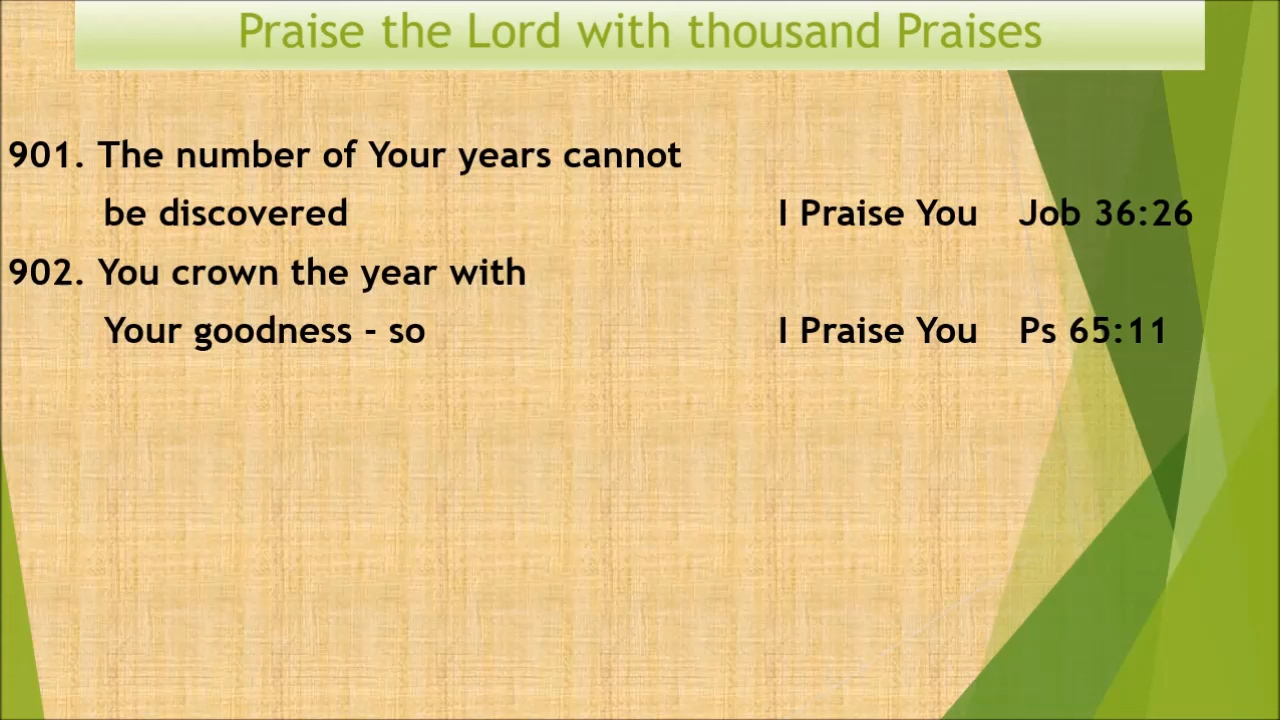 Praise the Lord with thousand Praises
901. The number of Your years cannot
be discovered I Praise You Job 36:26
902. You crown the year with
Your goodness - so I Praise You Ps 65:11